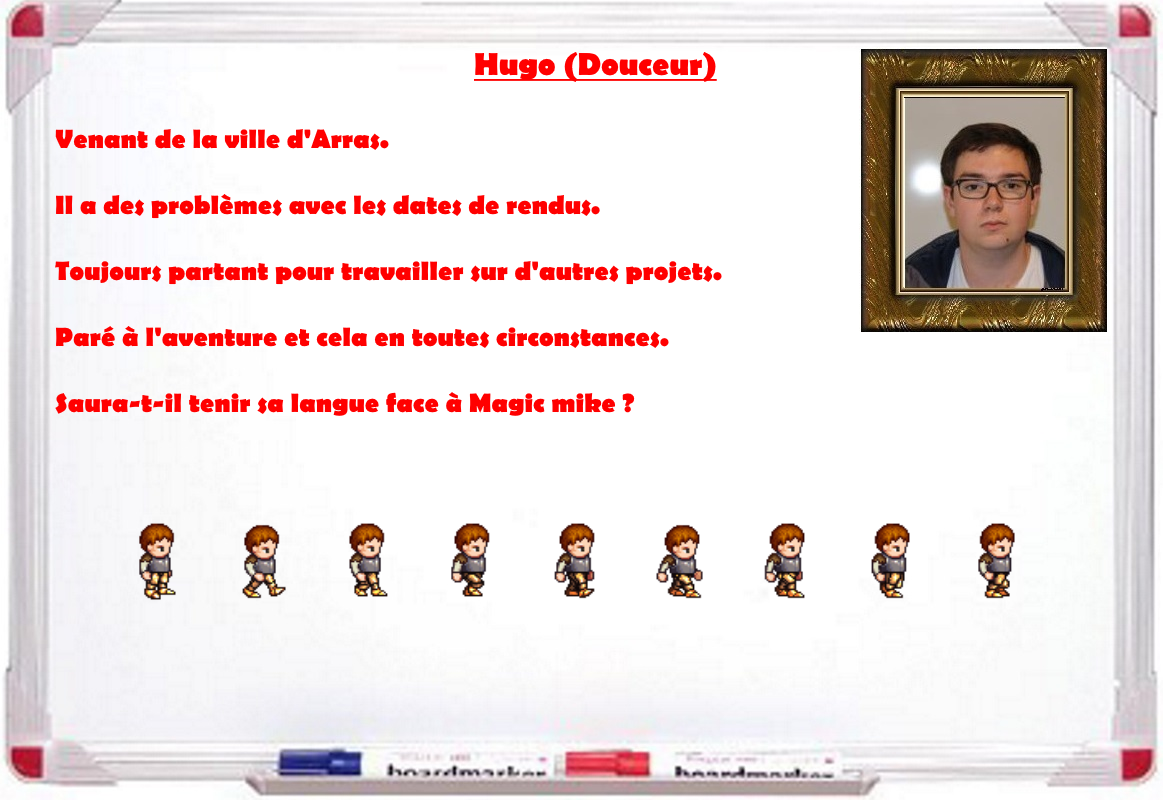 Hugo (Douceur)
Venant de la ville d'Arras.
Il a des problèmes avec les dates de rendus.
Toujours partant pour travailler sur d'autres projets.
Paré à l'aventure et cela en toutes circonstances.
Saura-t-il tenir sa langue face à Magic mike ?
boardmarker boardmarker